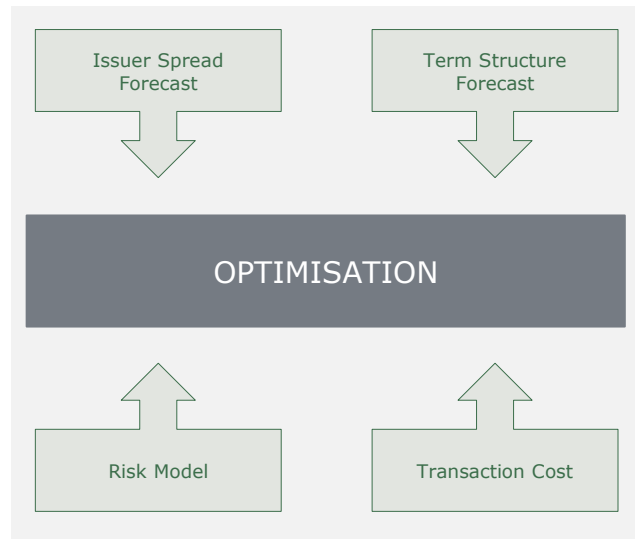 Issuer Spread
Forecast
Term Structure
Forecast
OPTIMISATION
Risk Model
Transaction Cost